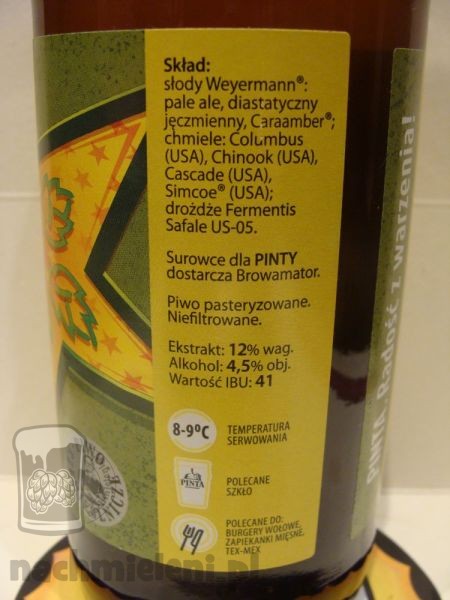 Skład:
słody Weyermann®:
pale ale, diastatyczny
jęczmienny, Caraamber®;
chmiele: Columbus
(USA), Chinook (USA),
Cascade (USA),
Simcoe® (USA);
drożdże Fermentis
Safale US-05.
Surowce dla PINTY
dostarcza Browamator.
Piwo pasteryzowane.
Niefiltrowane.
Ekstrakt: 12% wag.
Alkohol: 4,5% obj.
Wartość IBU: 41
8-9°C
TEMPERATURA
SERWOWANIA
PINTA
POLECANE
SZKŁO
POLECANE DO:
BURGERY WOŁOWE,
ZAPIEKANKI MIĘSNE,
TEX-MEX
PINTA. Radość z warzenia!
nachmieleni.pl